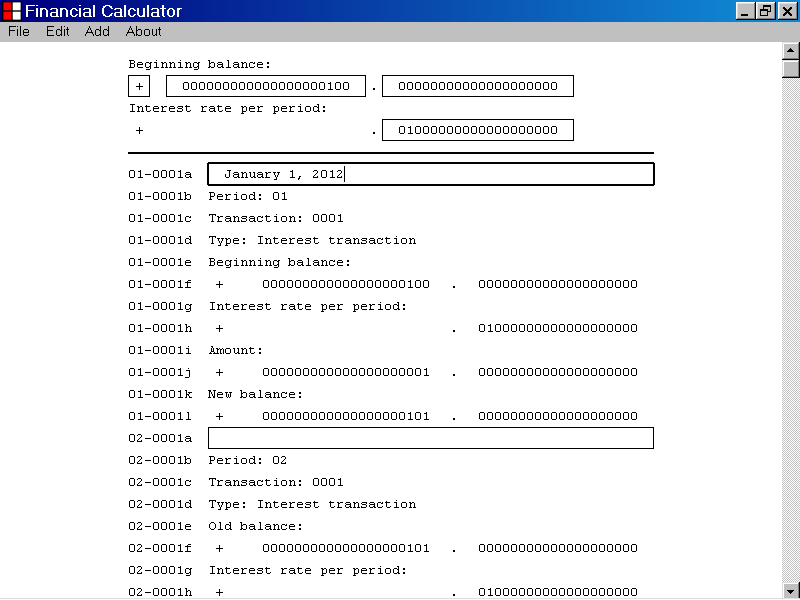 Financial Calculator
File Edit Add About
Beginning balance:
+ 000000000000000000100 . 00000000000000000000
Interest rate per period:
+ . 01000000000000000000
01-0001a January 1, 2012
01-0001b Period: 01
01-0001c Transaction: 0001
01-0001d Type: Interest transaction
01-0001e Beginning balance:
01-0001f + 000000000000000000100 . 00000000000000000000
01-0001g Interest rate per period:
01-0001h + . 01000000000000000000
01-0001i Amount:
01-0001j + 000000000000000000001 . 00000000000000000000
01-0001k New balance:
01-0001l + 000000000000000000101 . 00000000000000000000
02-0001a
02-0001b Period: 02
02-0001c Transaction: 0001
02-0001d Type: Interest transaction
02-0001e Old balance:
02-0001f + 000000000000000000101 . 00000000000000000000
02-0001g Interest rate per period:
02-0001h + . 01000000000000000000